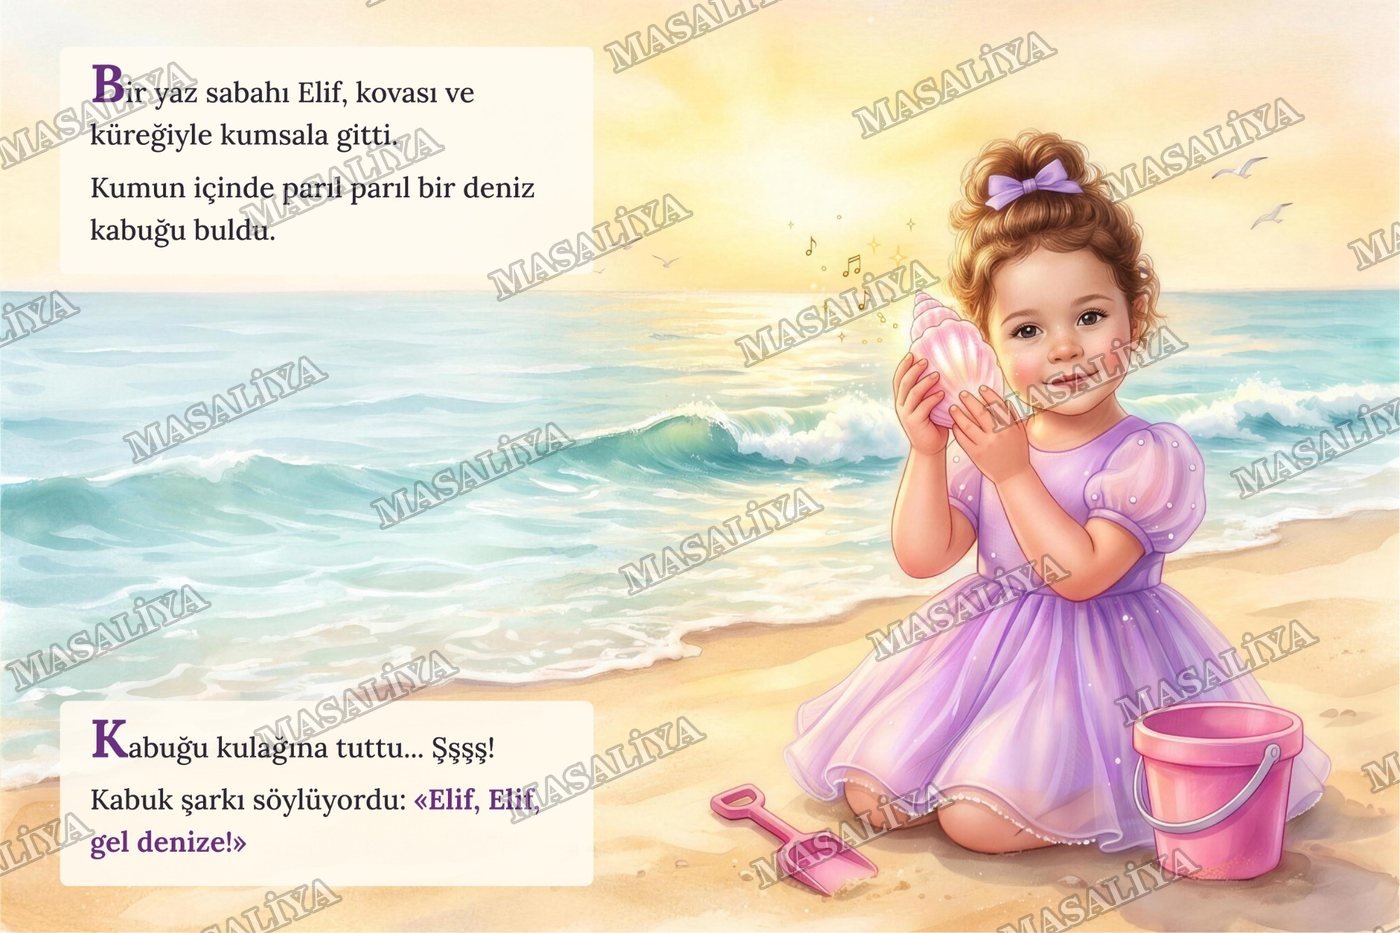 Bir yaz sabahı Elif, kovası ve
küreğiyle kumsala gitti.
Kumun içinde parıl parıl bir deniz
kabuğu buldu.
Kabuğu kulağına tuttu... Şşşş!
Kabuk şarkı söylüyordu: «Elif, Elif,
gel denize!»
MASALİYA